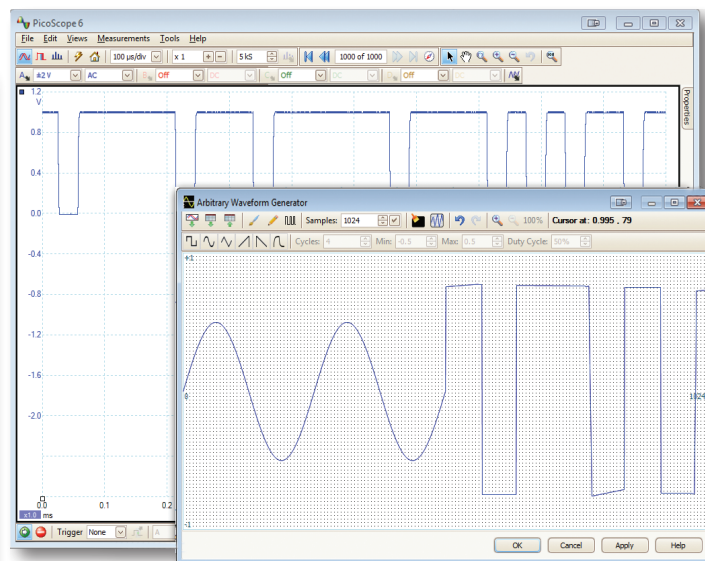 PicoScope 6
File Edit Views Measurements Tools Help
100 µs/div x 1 5 kS 1000 of 1000
A ±2 V AC B Off DC C Off DC D Off DC
1.2
V
0.8
0.4
0.0
-0.4
-0.8
-1.2
-1.6
-2.0
0.0 0.1 0.2
x1.0 ms
Trigger None A
Properties
Arbitrary Waveform Generator
Samples: 1024 100% Cursor at: 0.995 , 79
Cycles: 4 Min: -0.5 Max: 0.5 Duty Cycle: 50%
+1
0 1024
-1
OK Cancel Apply Help